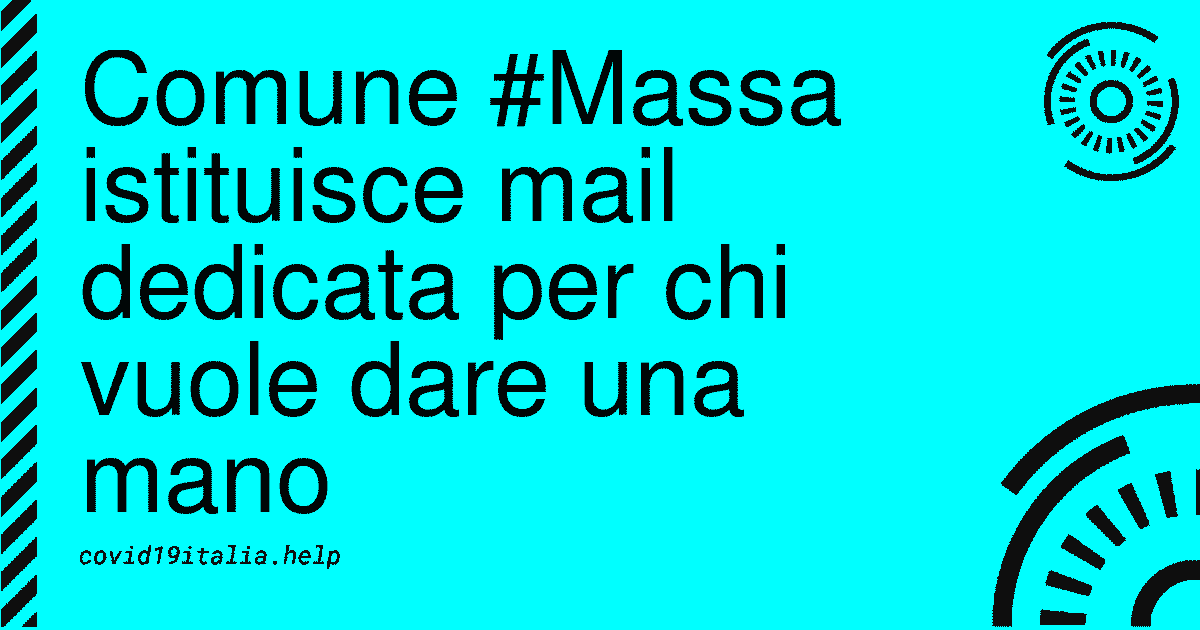 Comune #Massa
istituisce mail
dedicata per chi
vuole dare una
mano
covid19italia.help